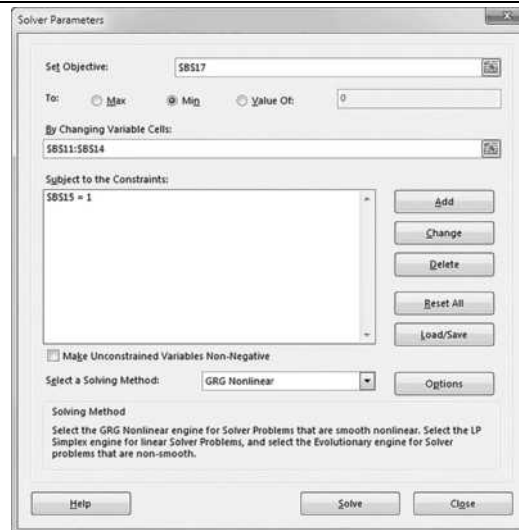 Solver Parameters
Set Objective: $B$17
To: Max Min Value Of: 0
By Changing Variable Cells:
$B$11:$B$14
Subject to the Constraints:
$B$15 = 1
Add
Change
Delete
Reset All
Load/Save
Make Unconstrained Variables Non-Negative
Select a Solving Method: GRG Nonlinear Options
Solving Method
Select the GRG Nonlinear engine for Solver Problems that are smooth nonlinear. Select the LP
Simplex engine for linear Solver Problems, and select the Evolutionary engine for Solver
problems that are non-smooth.
Help Solve Close